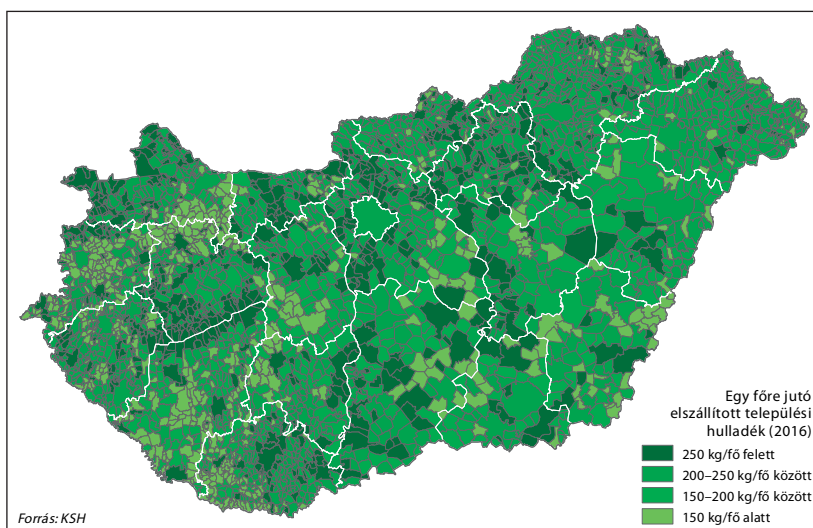 Egy főre jutó
elszállított települési
hulladék (2016)
250 kg/fő felett
200–250 kg/fő között
150–200 kg/fő között
150 kg/fő alatt
Forrás: KSH